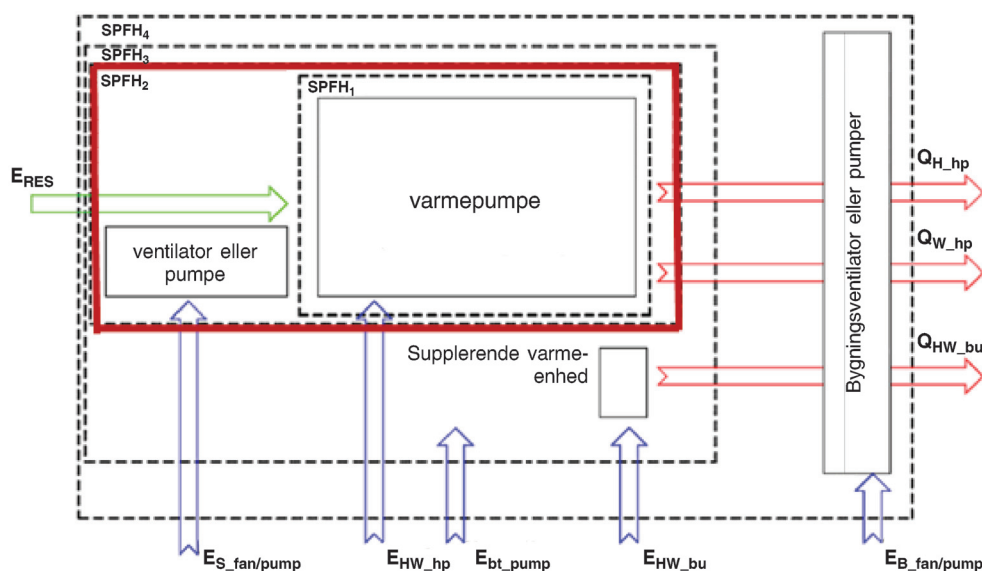 SPFH4
SPFH3
SPFH2
SPFH1
ERES
varmepumpe
ventilator eller
pumpe
Supplerende varme-
enhed
Bygningsventilator eller pumper
QH_hp
QW_hp
QHW_bu
ES_fan/pump
EHW_hp
Ebt_pump
EHW_bu
EB_fan/pump